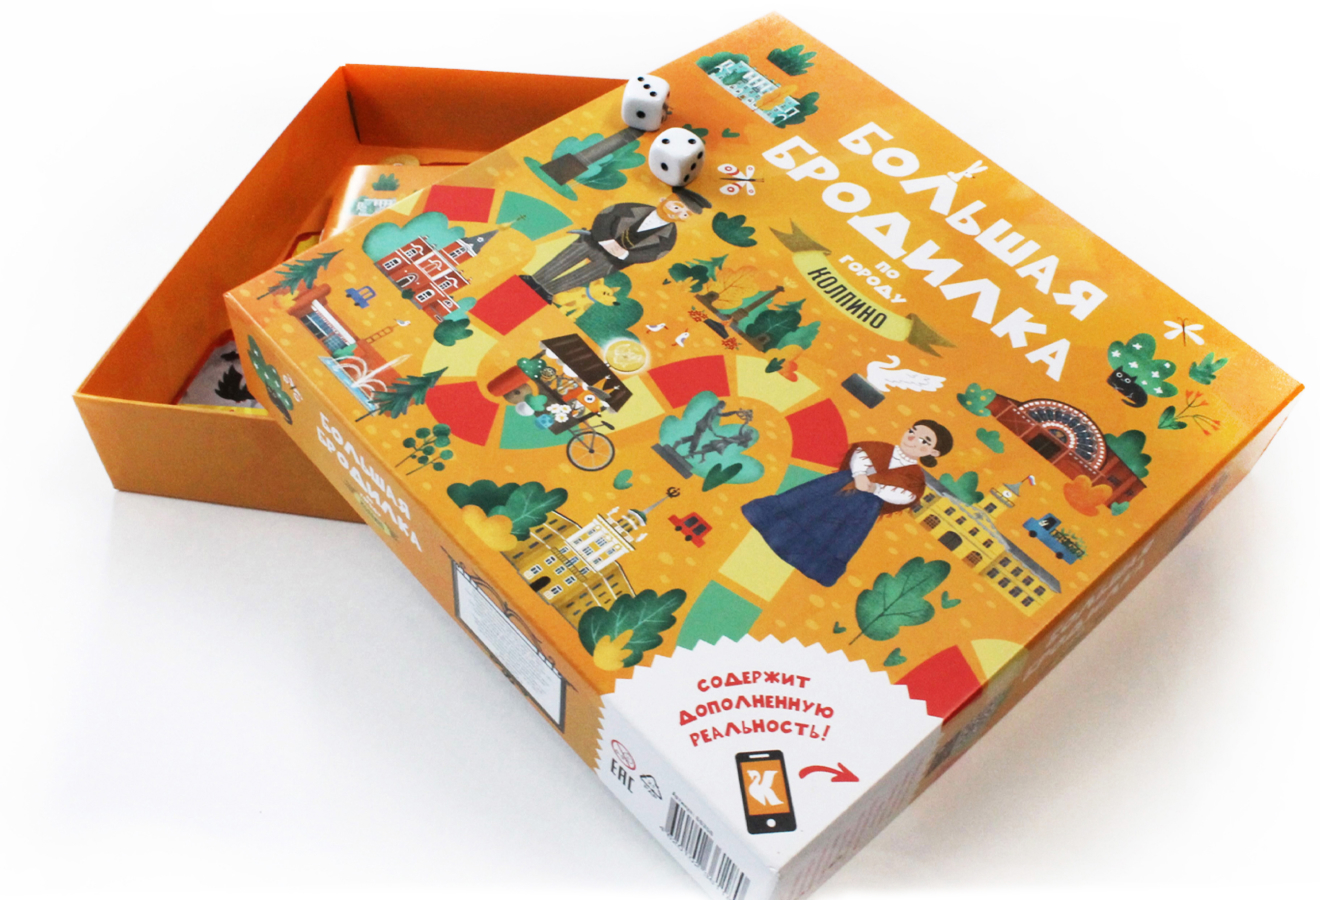 БОЛЬШАЯ
БРОДИЛКА
ПО
ГОРОДУ
КОЛПИНО
БОЛЬШАЯ
БРОДИЛКА
СОДЕРЖИТ
ДОПОЛНЕННУЮ
РЕАЛЬНОСТЬ!
К
ЕАС